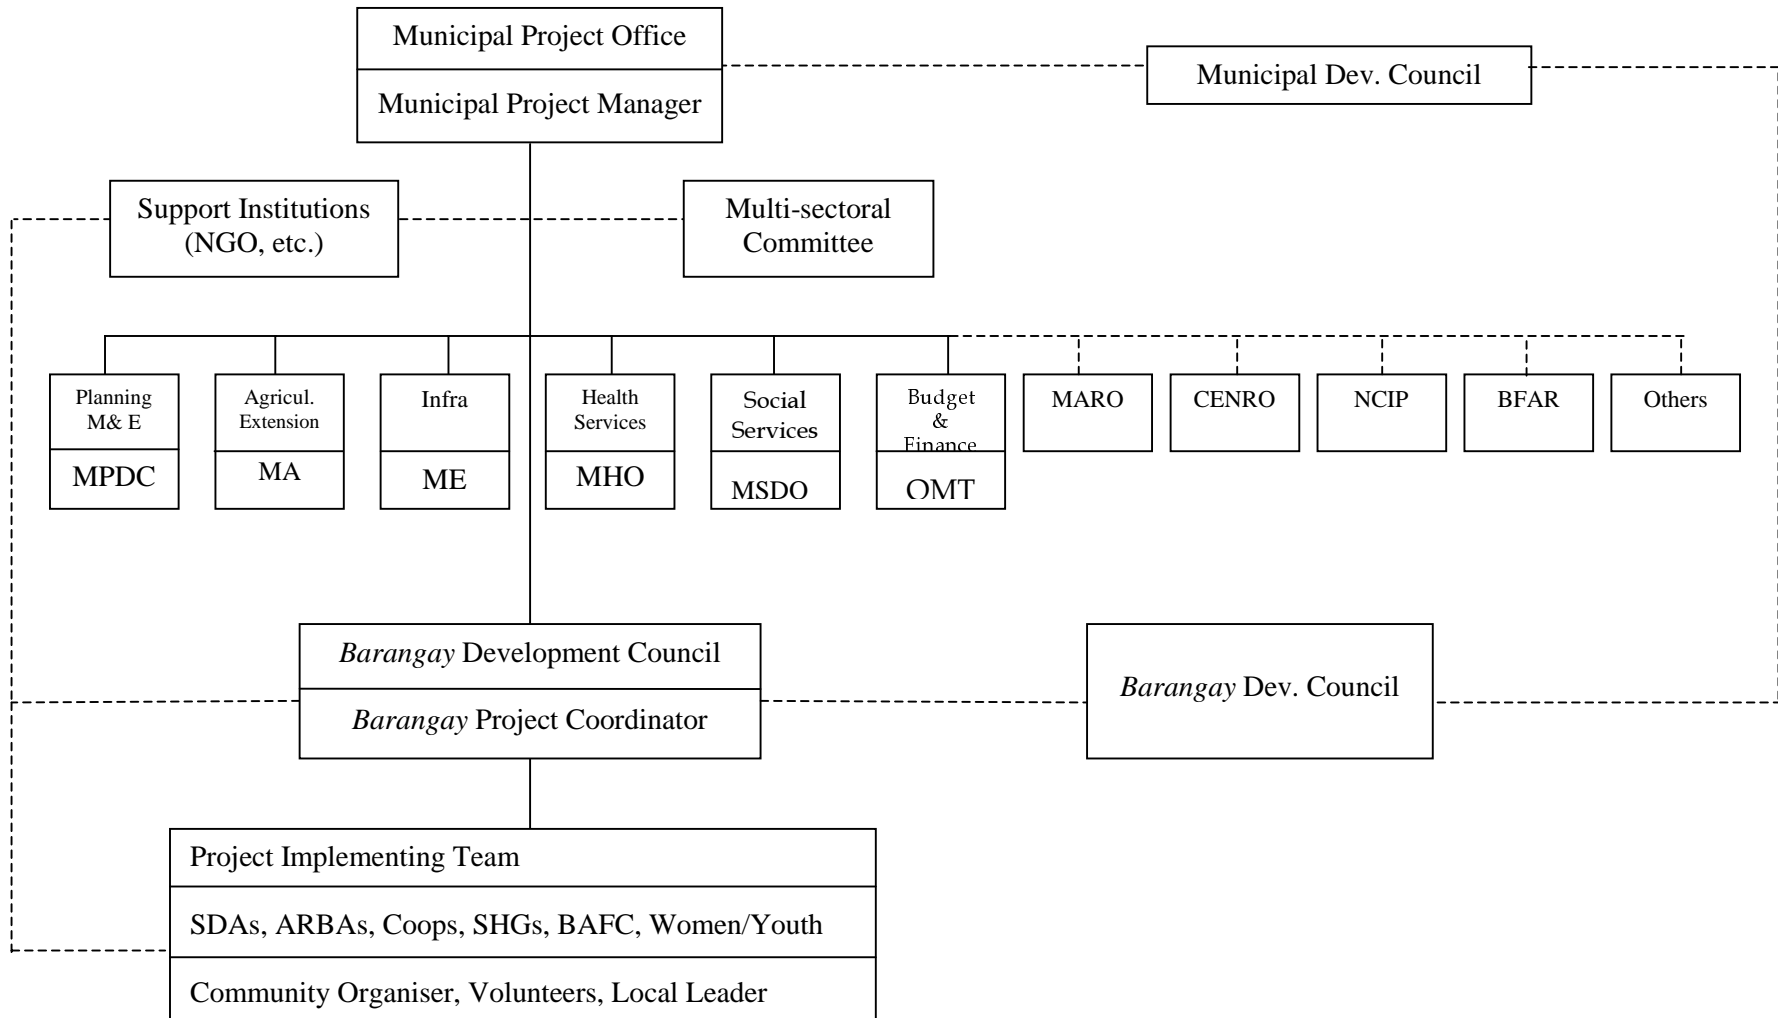 Municipal Project Office
Municipal Project Manager
Municipal Dev. Council
Support Institutions
(NGO, etc.)
Multi-sectoral
Committee
Planning
M& E
MPDC
Agricul.
Extension
MA
Infra
ME
Health
Services
MHO
Social
Services
MSDO
Budget
&
Finance
OMT
MARO
CENRO
NCIP
BFAR
Others
Barangay Development Council
Barangay Project Coordinator
Barangay Dev. Council
Project Implementing Team
SDAs, ARBAs, Coops, SHGs, BAFC, Women/Youth
Community Organiser, Volunteers, Local Leader